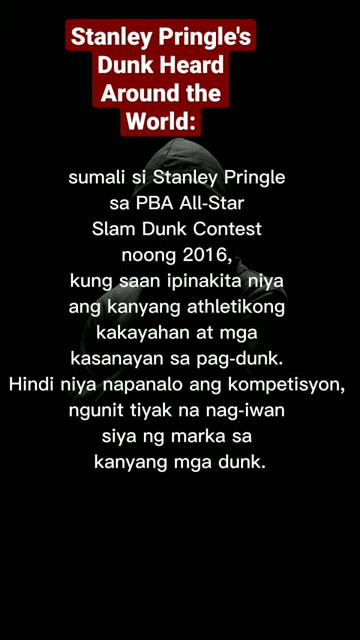 Stanley Pringle's
Dunk Heard
Around the
World:
sumali si Stanley Pringle
sa PBA All-Star
Slam Dunk Contest
noong 2016,
kung saan ipinakita niya
ang kanyang athletikong
kakayahan at mga
kasanayan sa pag-dunk.
Hindi niya napanalo ang kompetisyon,
ngunit tiyak na nag-iwan
siya ng marka sa
kanyang mga dunk.